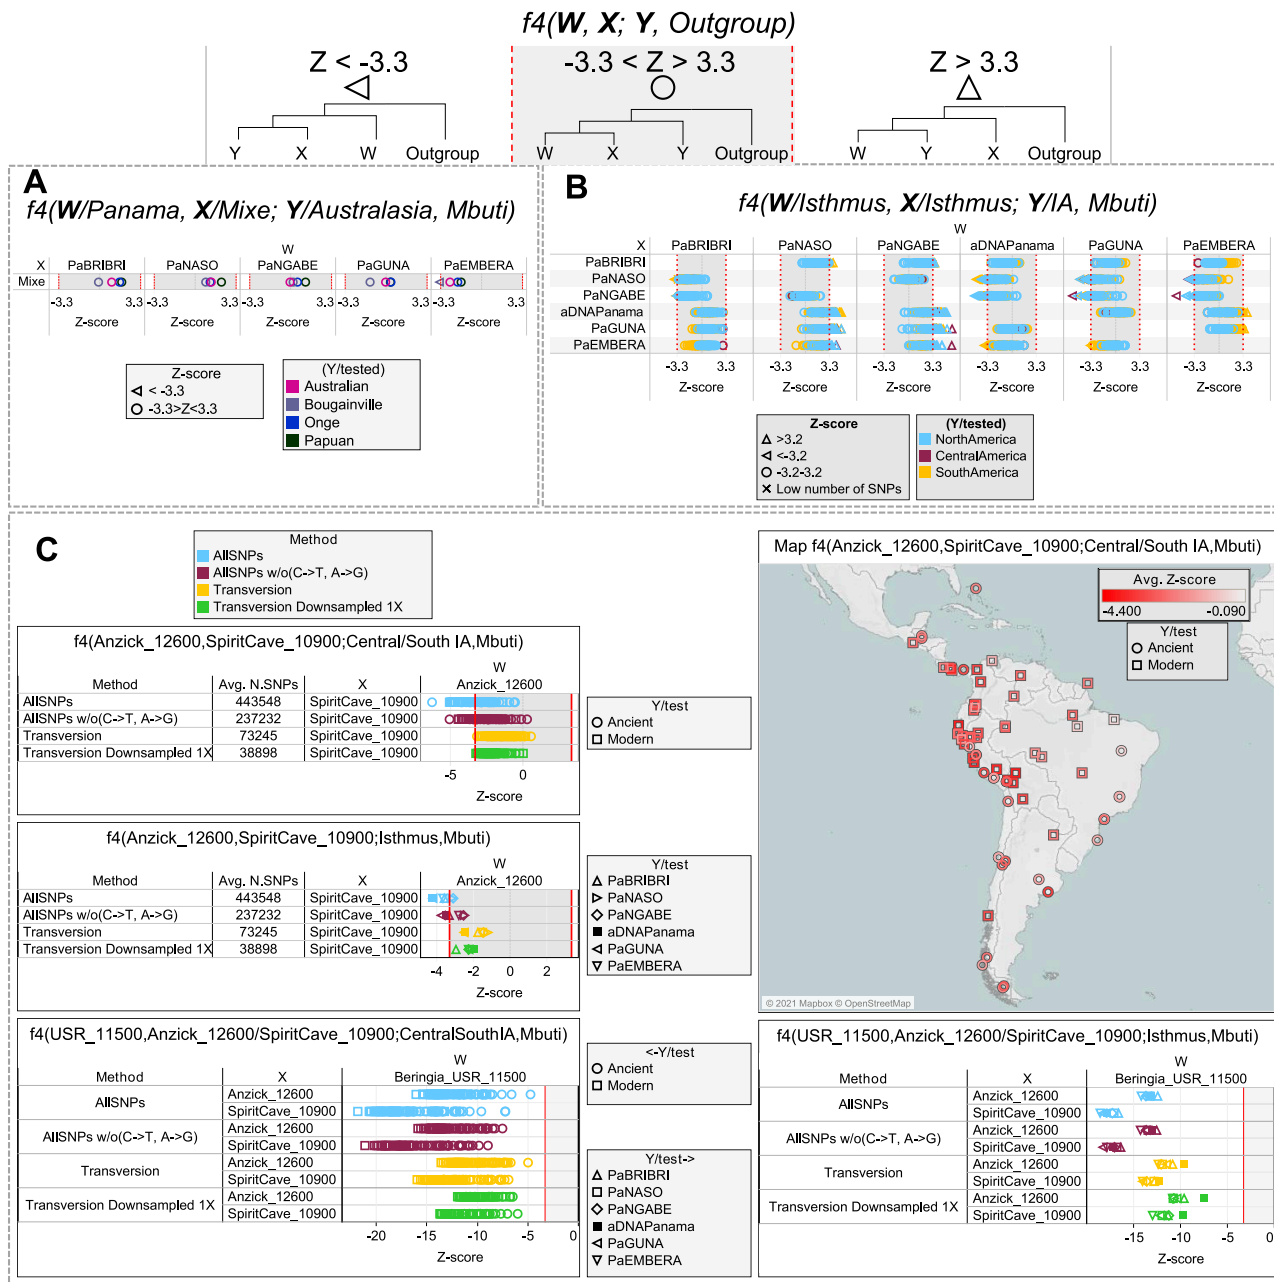 f4(W, X; Y, Outgroup)
Z < -3.3
-3.3 < Z > 3.3
Z > 3.3
Y X W Outgroup
W X Y Outgroup
W Y X Outgroup
A
f4(W/Panama, X/Mixe; Y/Australasia, Mbuti)
W
X PaBRIBRI PaNASO PaNGABE PaGUNA PaEMBERA
Mixe
-3.3 3.3 -3.3 3.3 -3.3 3.3 -3.3 3.3 -3.3 3.3
Z-score Z-score Z-score Z-score Z-score
Z-score
< -3.3
-3.3>Z<3.3
(Y/tested)
Australian
Bougainville
Onge
Papuan
B
f4(W/Isthmus, X/Isthmus; Y/IA, Mbuti)
W
X PaBRIBRI PaNASO PaNGABE aDNAPanama PaGUNA PaEMBERA
PaBRIBRI
PaNASO
PaNGABE
aDNAPanama
PaGUNA
PaEMBERA
-3.3 3.3 -3.3 3.3 -3.3 3.3 -3.3 3.3 -3.3 3.3 -3.3 3.3
Z-score Z-score Z-score Z-score Z-score Z-score
Z-score
>3.2
<-3.2
-3.2-3.2
Low number of SNPs
(Y/tested)
NorthAmerica
CentralAmerica
SouthAmerica
C
Method
AllSNPs
AllSNPs w/o(C->T, A->G)
Transversion
Transversion Downsampled 1X
f4(Anzick_12600,SpiritCave_10900;Central/South IA,Mbuti)
W
Method Avg. N.SNPs X Anzick_12600
AllSNPs 443548 SpiritCave_10900
AllSNPs w/o(C->T, A->G) 237232 SpiritCave_10900
Transversion 73245 SpiritCave_10900
Transversion Downsampled 1X 38898 SpiritCave_10900
-5 0
Z-score
Y/test
Ancient
Modern
f4(Anzick_12600,SpiritCave_10900;Isthmus,Mbuti)
W
Method Avg. N.SNPs X Anzick_12600
AllSNPs 443548 SpiritCave_10900
AllSNPs w/o(C->T, A->G) 237232 SpiritCave_10900
Transversion 73245 SpiritCave_10900
Transversion Downsampled 1X 38898 SpiritCave_10900
-4 -2 0 2
Z-score
Y/test
PaBRIBRI
PaNASO
PaNGABE
aDNAPanama
PaGUNA
PaEMBERA
Map f4(Anzick_12600,SpiritCave_10900;Central/South IA,Mbuti)
Avg. Z-score
-4.400 -0.090
Y/test
Ancient
Modern
© 2021 Mapbox © OpenStreetMap
f4(USR_11500,Anzick_12600/SpiritCave_10900;CentralSouthIA,Mbuti)
W
Method X Beringia_USR_11500
AllSNPs Anzick_12600
SpiritCave_10900
AllSNPs w/o(C->T, A->G) Anzick_12600
SpiritCave_10900
Transversion Anzick_12600
SpiritCave_10900
Transversion Downsampled 1X Anzick_12600
SpiritCave_10900
-20 -15 -10 -5 0
Z-score
<-Y/test
Ancient
Modern
Y/test->
PaBRIBRI
PaNASO
PaNGABE
aDNAPanama
PaGUNA
PaEMBERA
f4(USR_11500,Anzick_12600/SpiritCave_10900;Isthmus,Mbuti)
W
Method X Beringia_USR_11500
AllSNPs Anzick_12600
SpiritCave_10900
AllSNPs w/o(C->T, A->G) Anzick_12600
SpiritCave_10900
Transversion Anzick_12600
SpiritCave_10900
Transversion Downsampled 1X Anzick_12600
SpiritCave_10900
-15 -10 -5 0
Z-score